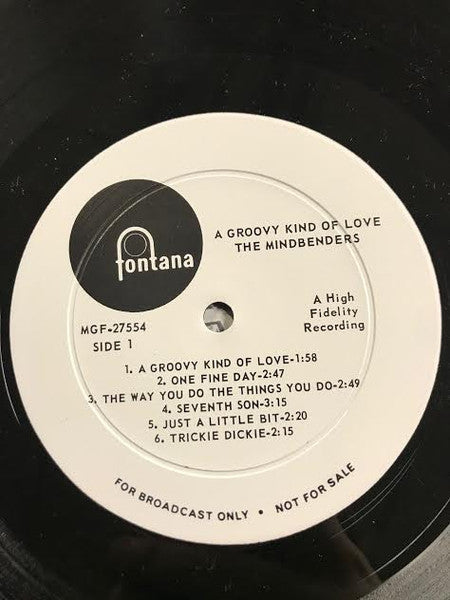 fontana
A GROOVY KIND OF LOVE
THE MINDBENDERS
MGF-27554
SIDE 1
A High
Fidelity
Recording
1. A GROOVY KIND OF LOVE-1:58
2. ONE FINE DAY-2:47
3. THE WAY YOU DO THE THINGS YOU DO-2:49
4. SEVENTH SON-3:15
5. JUST A LITTLE BIT-2:20
6. TRICKIE DICKIE-2:15
FOR BROADCAST ONLY • NOT FOR SALE